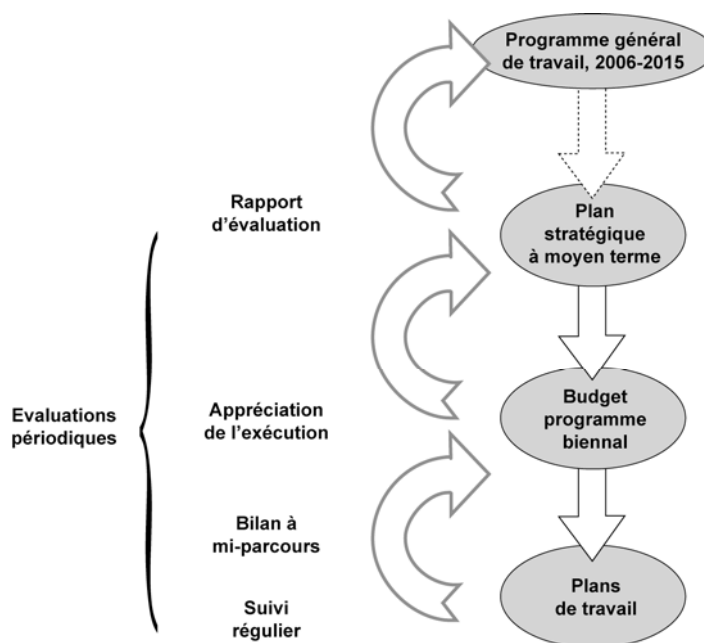 Programme général
de travail, 2006-2015
Rapport
d’évaluation
Plan
stratégique
à moyen terme
Evaluations
périodiques
Appréciation
de l’exécution
Budget
programme
biennal
Bilan à
mi-parcours
Suivi
régulier
Plans
de travail